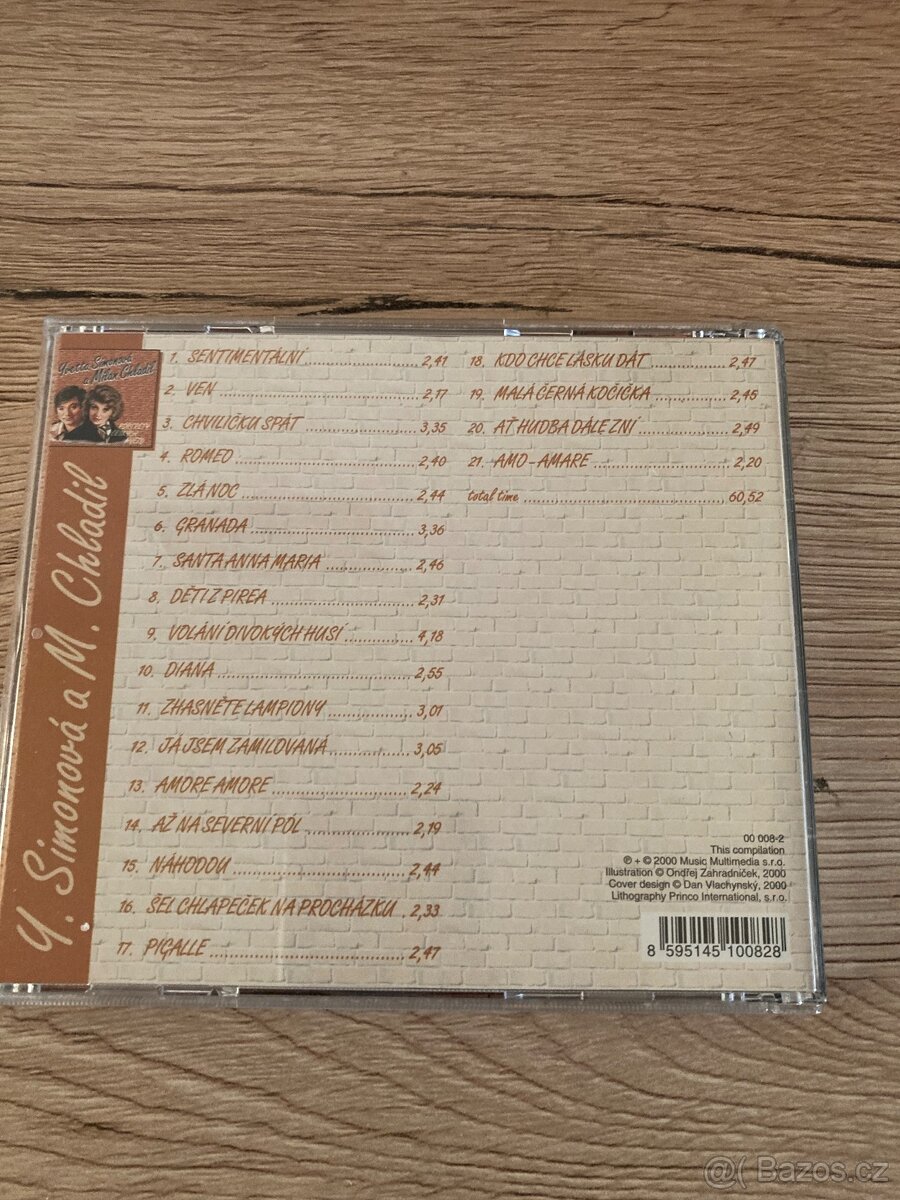 Yvetta Simonová
a Milan Chladil
Y. Simonová a M. Chladil
1. SENTIMENTÁLNÍ 2,41
2. VEN 2,17
3. CHVILIČKU SPÁT 3,35
4. ROMEO 2,40
5. ZLÁ NOC 2,44
6. GRANADA 3,36
7. SANTA ANNA MARIA 2,46
8. DĚTI Z PIREA 2,31
9. VOLÁNÍ DIVOKÝCH HUSÍ 4,18
10. DIANA 2,55
11. ZHASNĚTE LAMPIONY 3,01
12. JÁ JSEM ZAMILOVANÁ 3,05
13. AMORE AMORE 2,24
14. AŽ NA SEVERNÍ PÓL 2,19
15. NÁHODOU 2,44
16. ŠEL CHLAPEČEK NA PROCHÁZKU . 2,33
17. PIGALLE 2,47
18. KDO CHCE LÁSKU DÁT 2,47
19. MALÁ ČERNÁ KOČIČKA 2,45
20. AŤ HUDBA DÁLE ZNÍ 2,49
21. AMO-AMARE 2,20
total time 60,52
00 008-2
This compilation
℗ + © 2000 Music Multimedia s.r.o.
Illustration © Ondřej Zahradníček, 2000
Cover design © Dan Vlachynský, 2000
Lithography Princo International, s.r.o.
8 595145 100828
@( Bazos.cz